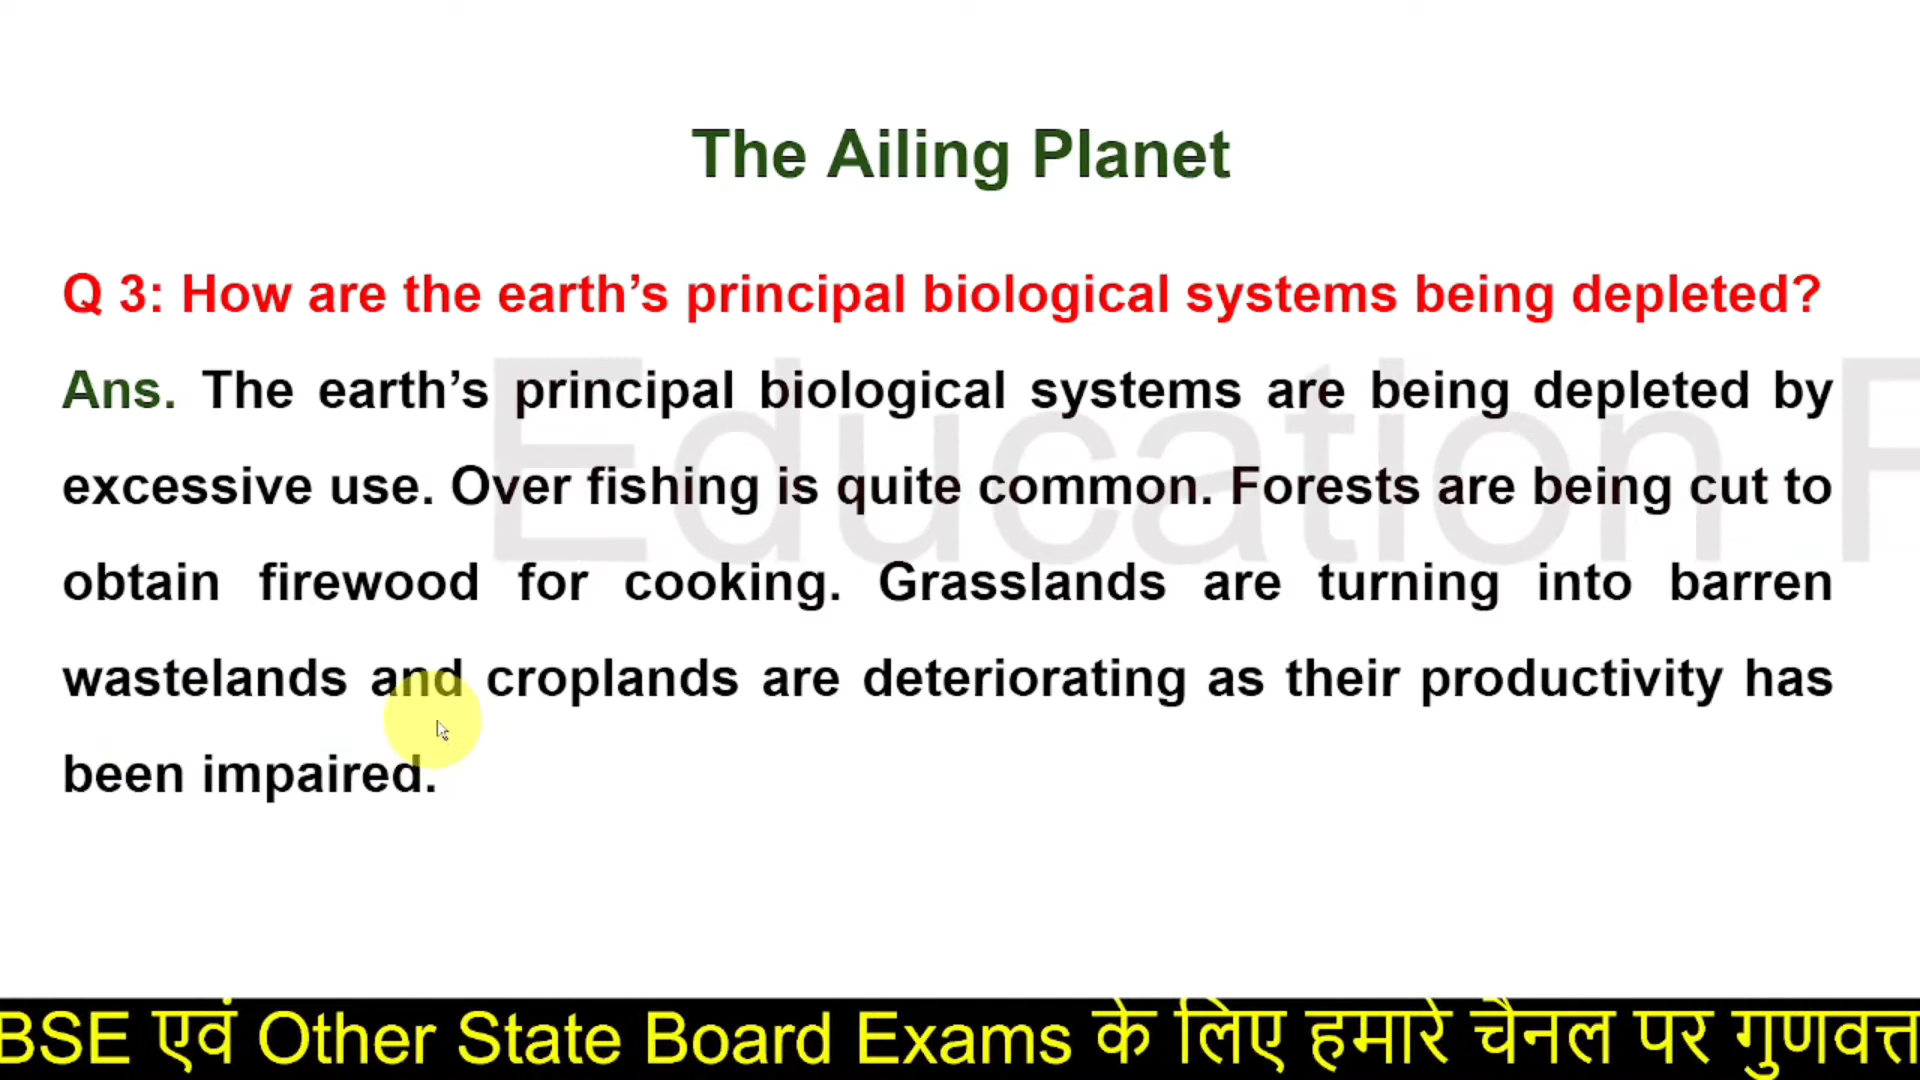 The Ailing Planet
Q 3: How are the earth’s principal biological systems being depleted?
Ans. The earth’s principal biological systems are being depleted by
excessive use. Over fishing is quite common. Forests are being cut to
obtain firewood for cooking. Grasslands are turning into barren
wastelands and croplands are deteriorating as their productivity has
been impaired.
Education
BSE एवं Other State Board Exams के लिए हमारे चैनल पर